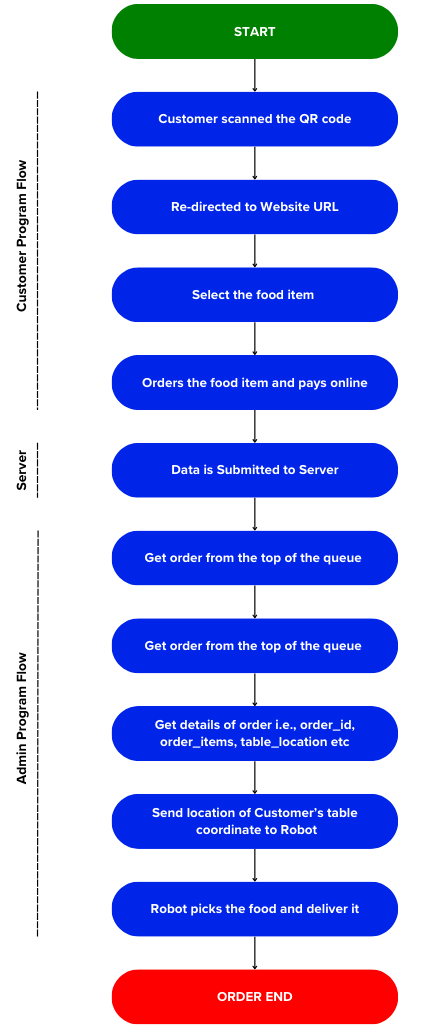 START
Customer scanned the QR code
Re-directed to Website URL
Select the food item
Orders the food item and pays online
Customer Program Flow
Data is Submitted to Server
Server
Get order from the top of the queue
Get order from the top of the queue
Get details of order i.e., order_id,
order_items, table_location etc
Send location of Customer's table
coordinate to Robot
Robot picks the food and deliver it
Admin Program Flow
ORDER END